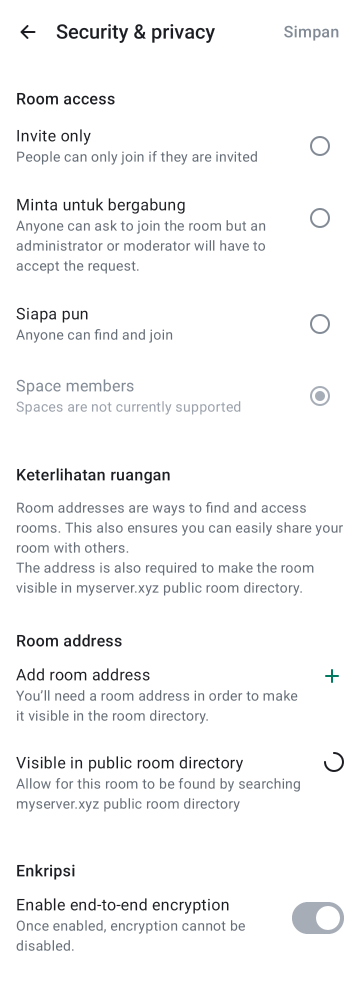 Security & privacy
Simpan
Room access
Invite only
People can only join if they are invited
Minta untuk bergabung
Anyone can ask to join the room but an
administrator or moderator will have to
accept the request.
Siapa pun
Anyone can find and join
Space members
Spaces are not currently supported
Keterlihatan ruangan
Room addresses are ways to find and access
rooms. This also ensures you can easily share your
room with others.
The address is also required to make the room
visible in myserver.xyz public room directory.
Room address
Add room address
You’ll need a room address in order to make
it visible in the room directory.
Visible in public room directory
Allow for this room to be found by searching
myserver.xyz public room directory
Enkripsi
Enable end-to-end encryption
Once enabled, encryption cannot be
disabled.